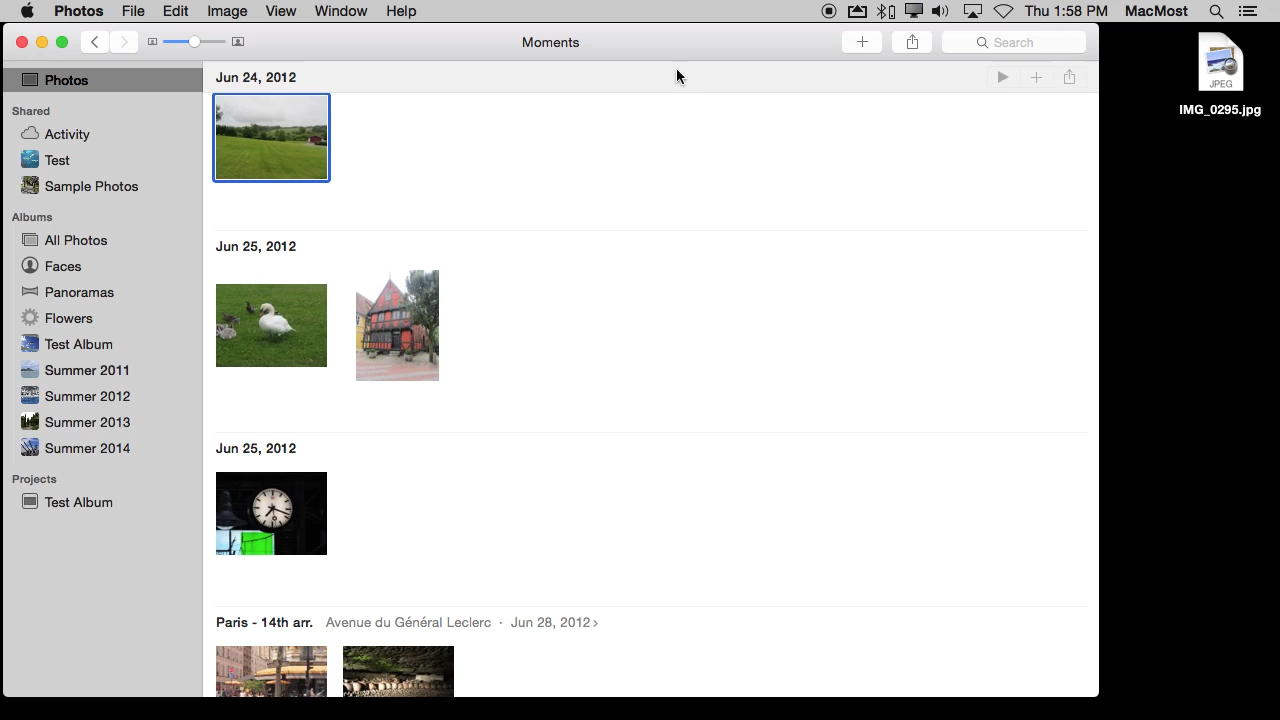 Photos File Edit Image View Window Help Thu 1:58 PM MacMost
Moments
Search
Photos
Shared
Activity
Test
Sample Photos
Albums
All Photos
Faces
Panoramas
Flowers
Test Album
Summer 2011
Summer 2012
Summer 2013
Summer 2014
Projects
Test Album
Jun 24, 2012
Jun 25, 2012
Jun 25, 2012
Paris - 14th arr. Avenue du Général Leclerc · Jun 28, 2012 >
JPEG
IMG_0295.jpg